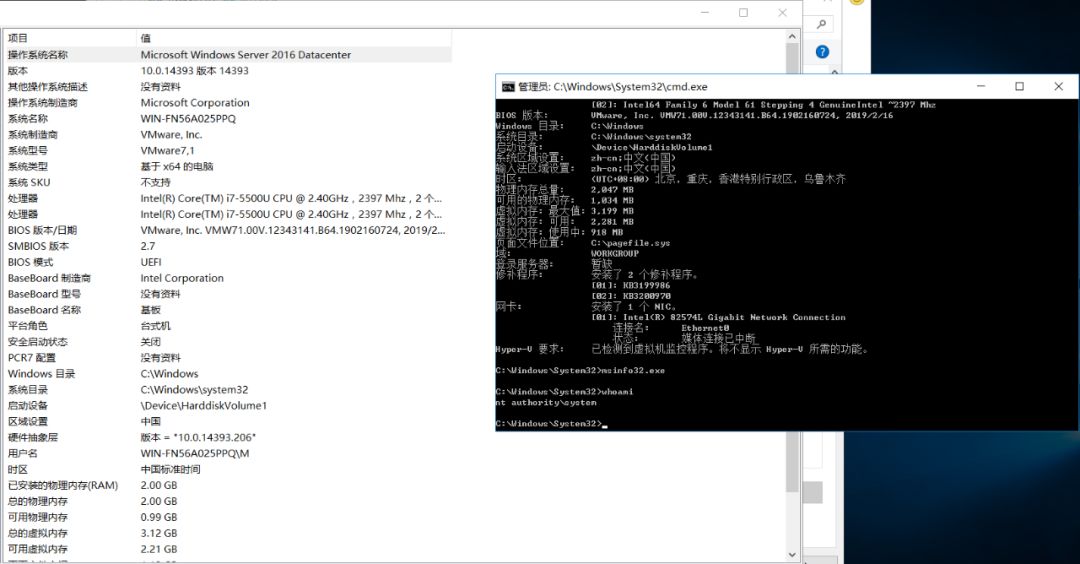 项目 值
操作系统名称 Microsoft Windows Server 2016 Datacenter
版本 10.0.14393 版本 14393
其他操作系统描述 没有资料
操作系统制造商 Microsoft Corporation
系统名称 WIN-FN56A025PPQ
系统制造商 VMware, Inc.
系统型号 VMware7,1
系统类型 基于 x64 的电脑
系统 SKU 不支持
处理器 Intel(R) Core(TM) i7-5500U CPU @ 2.40GHz，2397 Mhz，2 个...
处理器 Intel(R) Core(TM) i7-5500U CPU @ 2.40GHz，2397 Mhz，2 个...
BIOS 版本/日期 VMware, Inc. VMW71.00V.12343141.B64.1902160724, 2019/2...
SMBIOS 版本 2.7
BIOS 模式 UEFI
BaseBoard 制造商 Intel Corporation
BaseBoard 型号 没有资料
BaseBoard 名称 基板
平台角色 台式机
安全启动状态 关闭
PCR7 配置 没有资料
Windows 目录 C:\Windows
系统目录 C:\Windows\system32
启动设备 \Device\HarddiskVolume1
区域设置 中国
硬件抽象层 版本 = "10.0.14393.206"
用户名 WIN-FN56A025PPQ\M
时区 中国标准时间
已安装的物理内存(RAM) 2.00 GB
总的物理内存 2.00 GB
可用物理内存 0.99 GB
总的虚拟内存 3.12 GB
可用虚拟内存 2.21 GB
管理员: C:\Windows\System32\cmd.exe
[02]: Intel64 Family 6 Model 61 Stepping 4 GenuineIntel ~2397 Mhz
BIOS 版本: VMware, Inc. VMW71.00V.12343141.B64.1902160724, 2019/2/16
Windows 目录: C:\Windows
系统目录: C:\Windows\system32
启动设备: \Device\HarddiskVolume1
系统区域设置: zh-cn;中文(中国)
输入法区域设置: zh-cn;中文(中国)
时区: (UTC+08:00) 北京，重庆，香港特别行政区，乌鲁木齐
物理内存总量: 2,047 MB
可用的物理内存: 1,034 MB
虚拟内存: 最大值: 3,199 MB
虚拟内存: 可用: 2,281 MB
虚拟内存: 使用中: 918 MB
页面文件位置: C:\pagefile.sys
域: WORKGROUP
登录服务器: 暂缺
修补程序: 安装了 2 个修补程序。
[01]: KB3199986
[02]: KB3200970
网卡: 安装了 1 个 NIC。
[01]: Intel(R) 82574L Gigabit Network Connection
连接名: Ethernet0
状态: 媒体连接已中断
Hyper-V 要求: 已检测到虚拟机监控程序。将不显示 Hyper-V 所需的功能。
C:\Windows\System32>msinfo32.exe
C:\Windows\System32>whoami
nt authority\system
C:\Windows\System32>